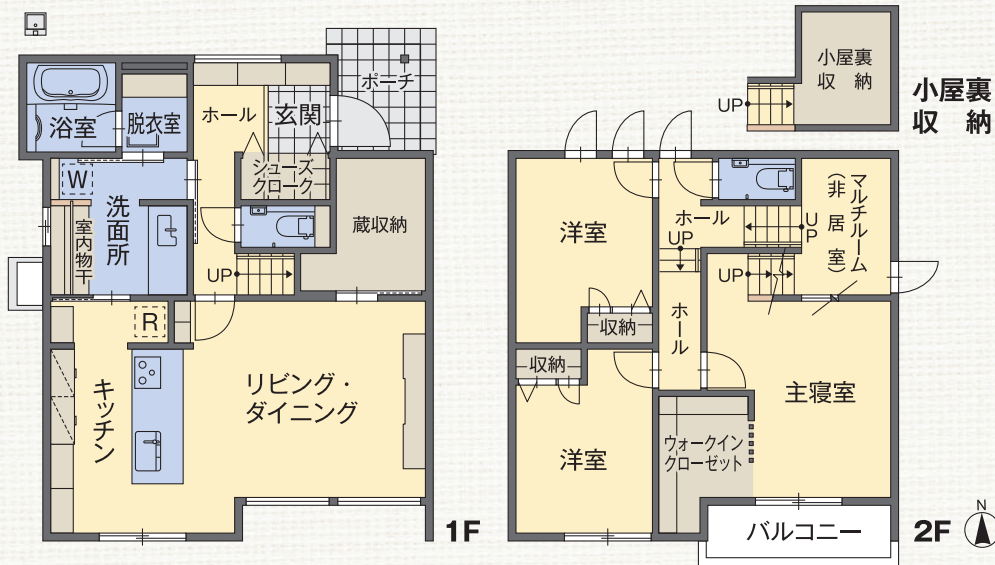 浴室
脱衣室
ホール
玄関
ポーチ
シューズ
クローク
W
洗面所
室内物干
蔵収納
UP
R
キッチン
リビング・
ダイニング
1F
小屋裏
収 納
UP
小屋裏
収 納
洋室
ホール
UP
UP
マルチルーム
（非居室）
UP
収納
ホール
収納
洋室
主寝室
ウォークイン
クローゼット
バルコニー
2F
N